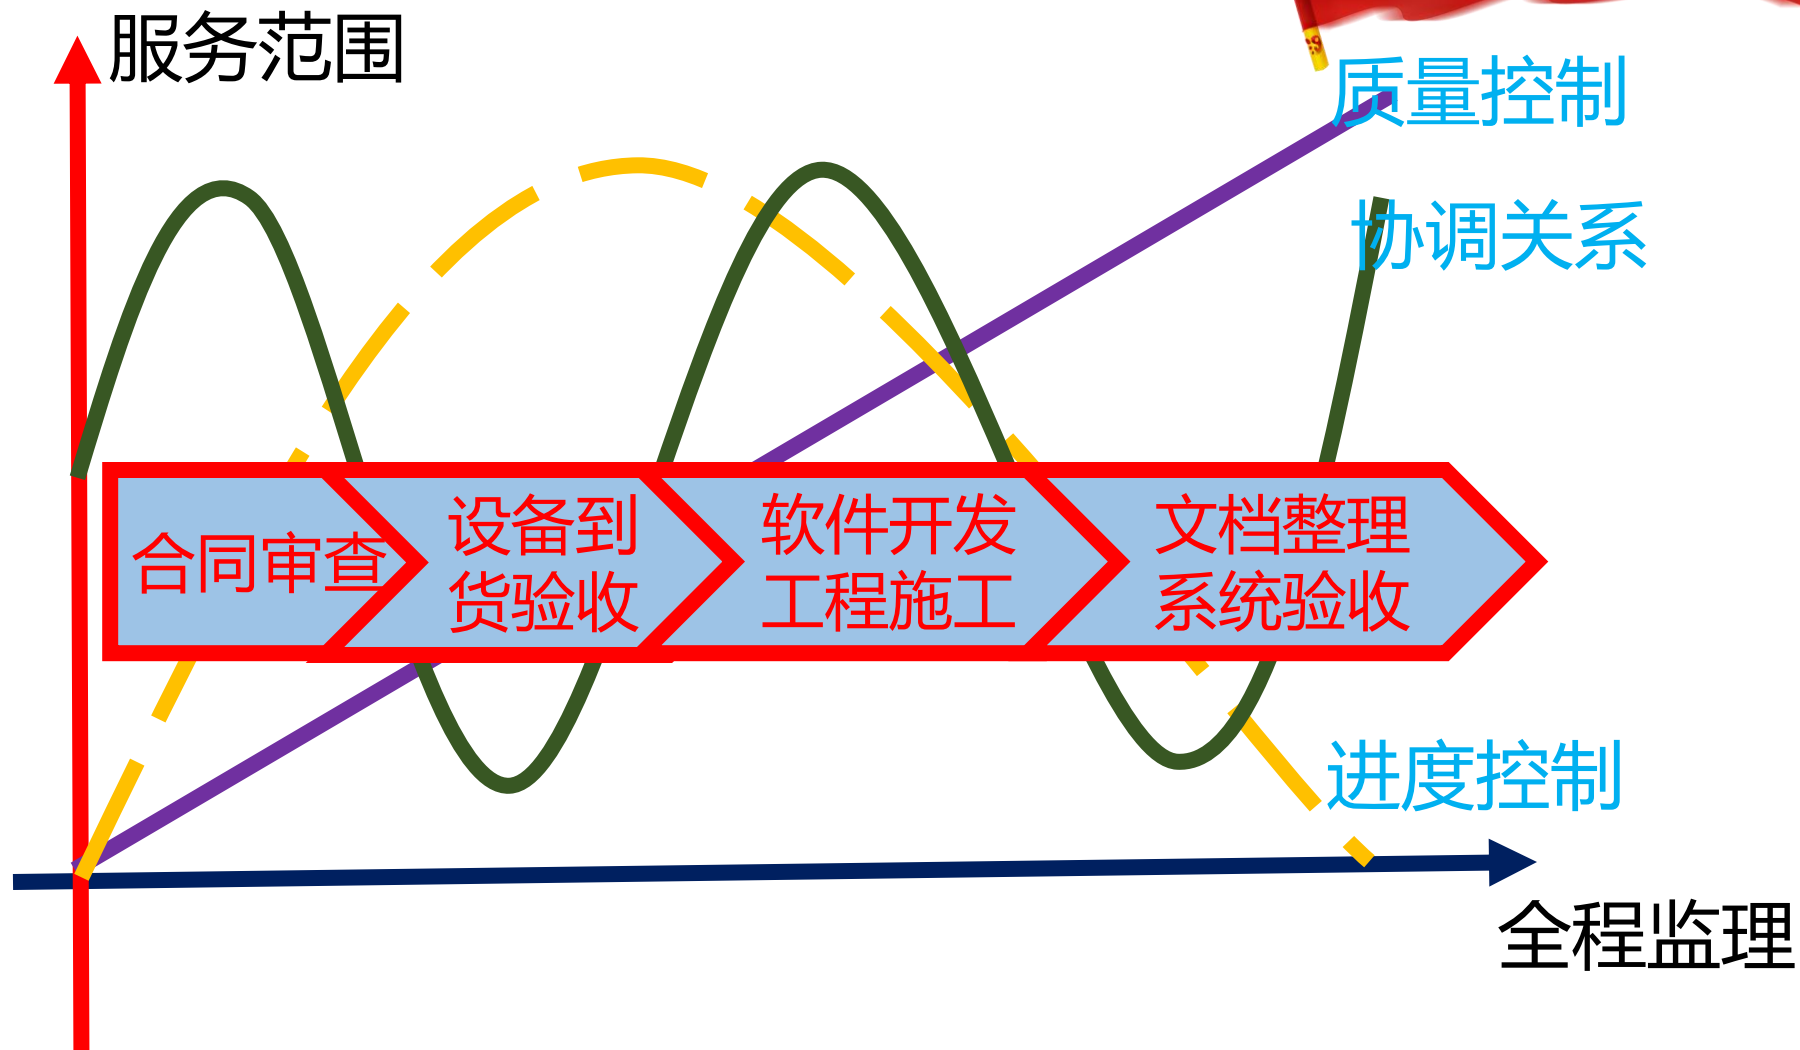 服务范围
质量控制
协调关系
合同审查
设备到
货验收
软件开发
工程施工
文档整理
系统验收
进度控制
全程监理